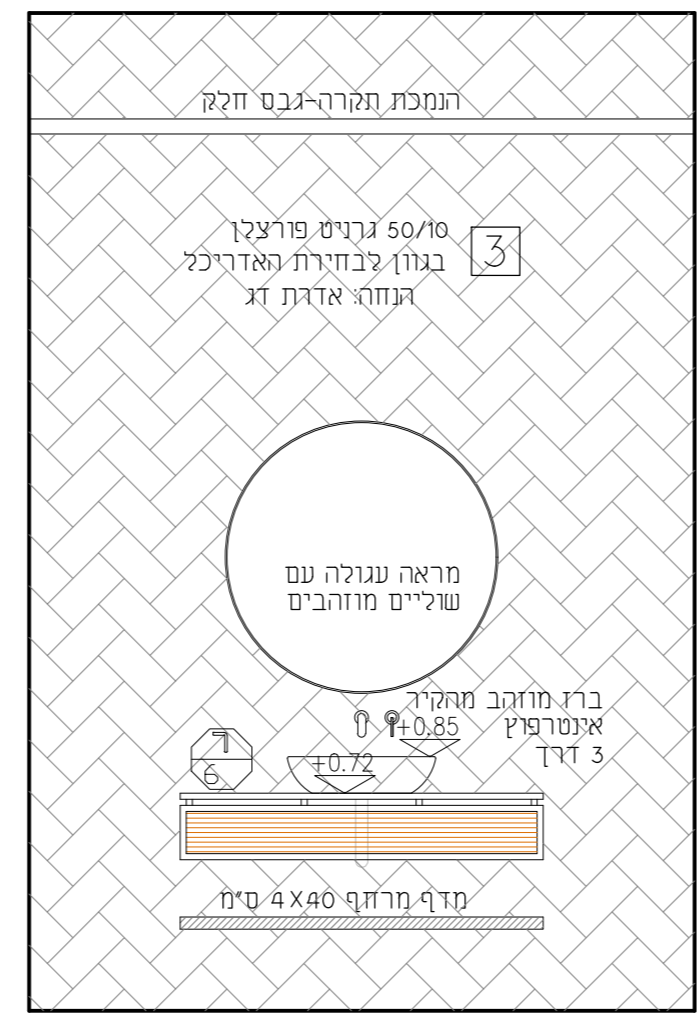 הנמכת תקרה-גבס חלק
50/10 גרניט פורצלן
בגוון לבחירת האדריכל
הנחה: אדרת דג
3
מראה עגולה עם
שוליים מוזהבים
ברז מוזהב מהקיר
אינטרפוץ
3 דרך
+0.85
+0.72
ד
6
מדף מרחף 4X40 ס"מ